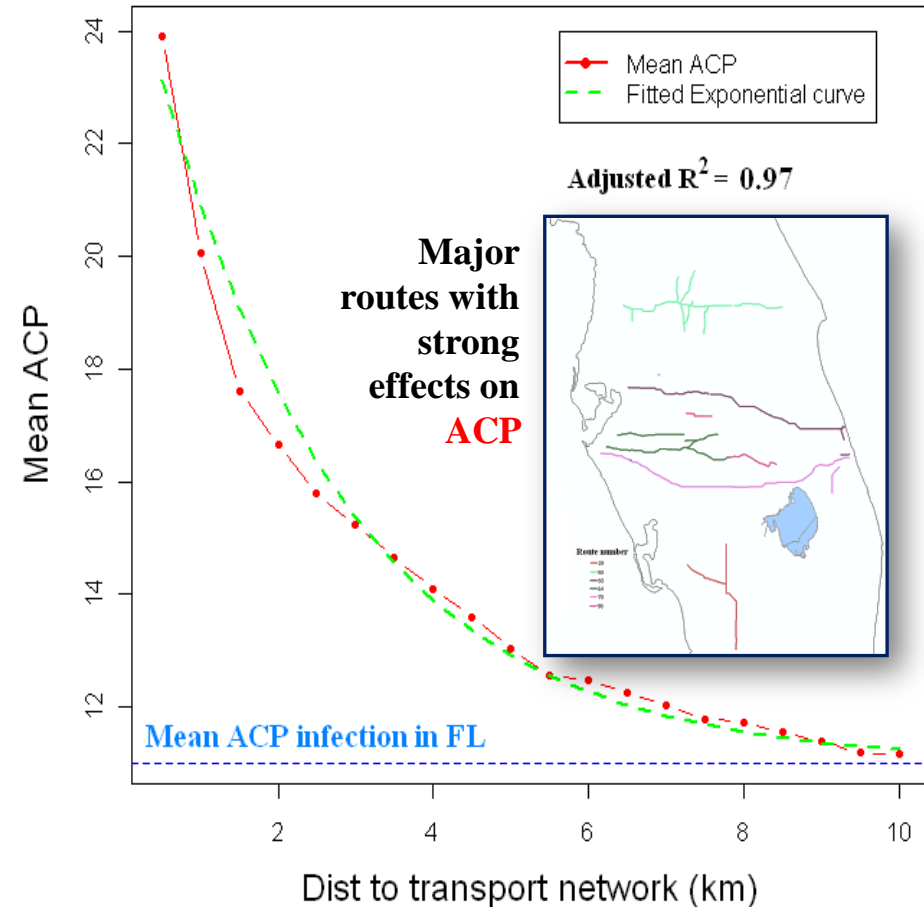 24
22
20
18
16
14
12
Mean ACP
Mean ACP
Fitted Exponential curve
Adjusted R² = 0.97
Major
routes with
strong
effects on
ACP
Route number
Mean ACP infection in FL
2
4
6
8
10
Dist to transport network (km)